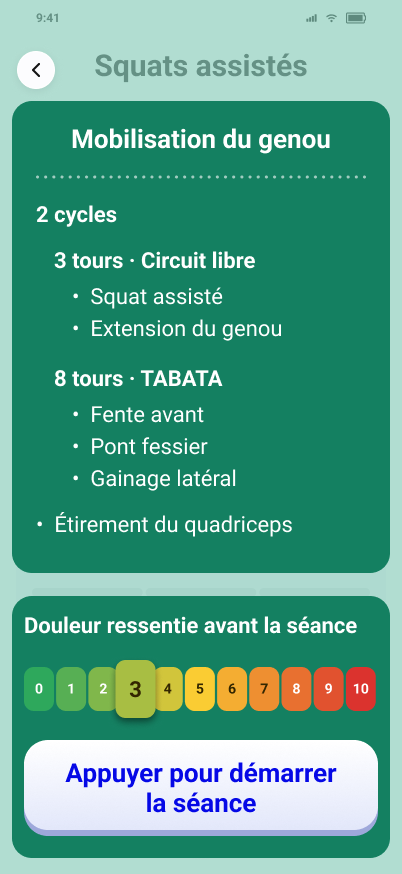 9:41
Squats assistés
Mobilisation du genou
2 cycles
3 tours · Circuit libre
• Squat assisté
• Extension du genou
8 tours · TABATA
• Fente avant
• Pont fessier
• Gainage latéral
• Étirement du quadriceps
Douleur ressentie avant la séance
0 1 2 3 4 5 6 7 8 9 10
Appuyer pour démarrer
la séance